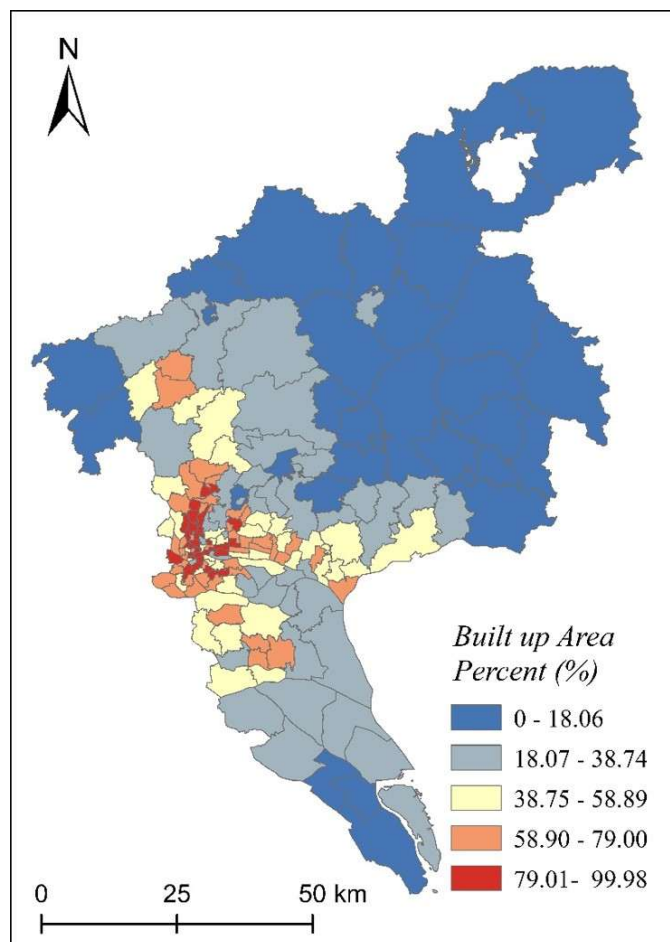 N
Built up Area
Percent (%)
0 - 18.06
18.07 - 38.74
38.75 - 58.89
58.90 - 79.00
79.01- 99.98
0 25 50 km